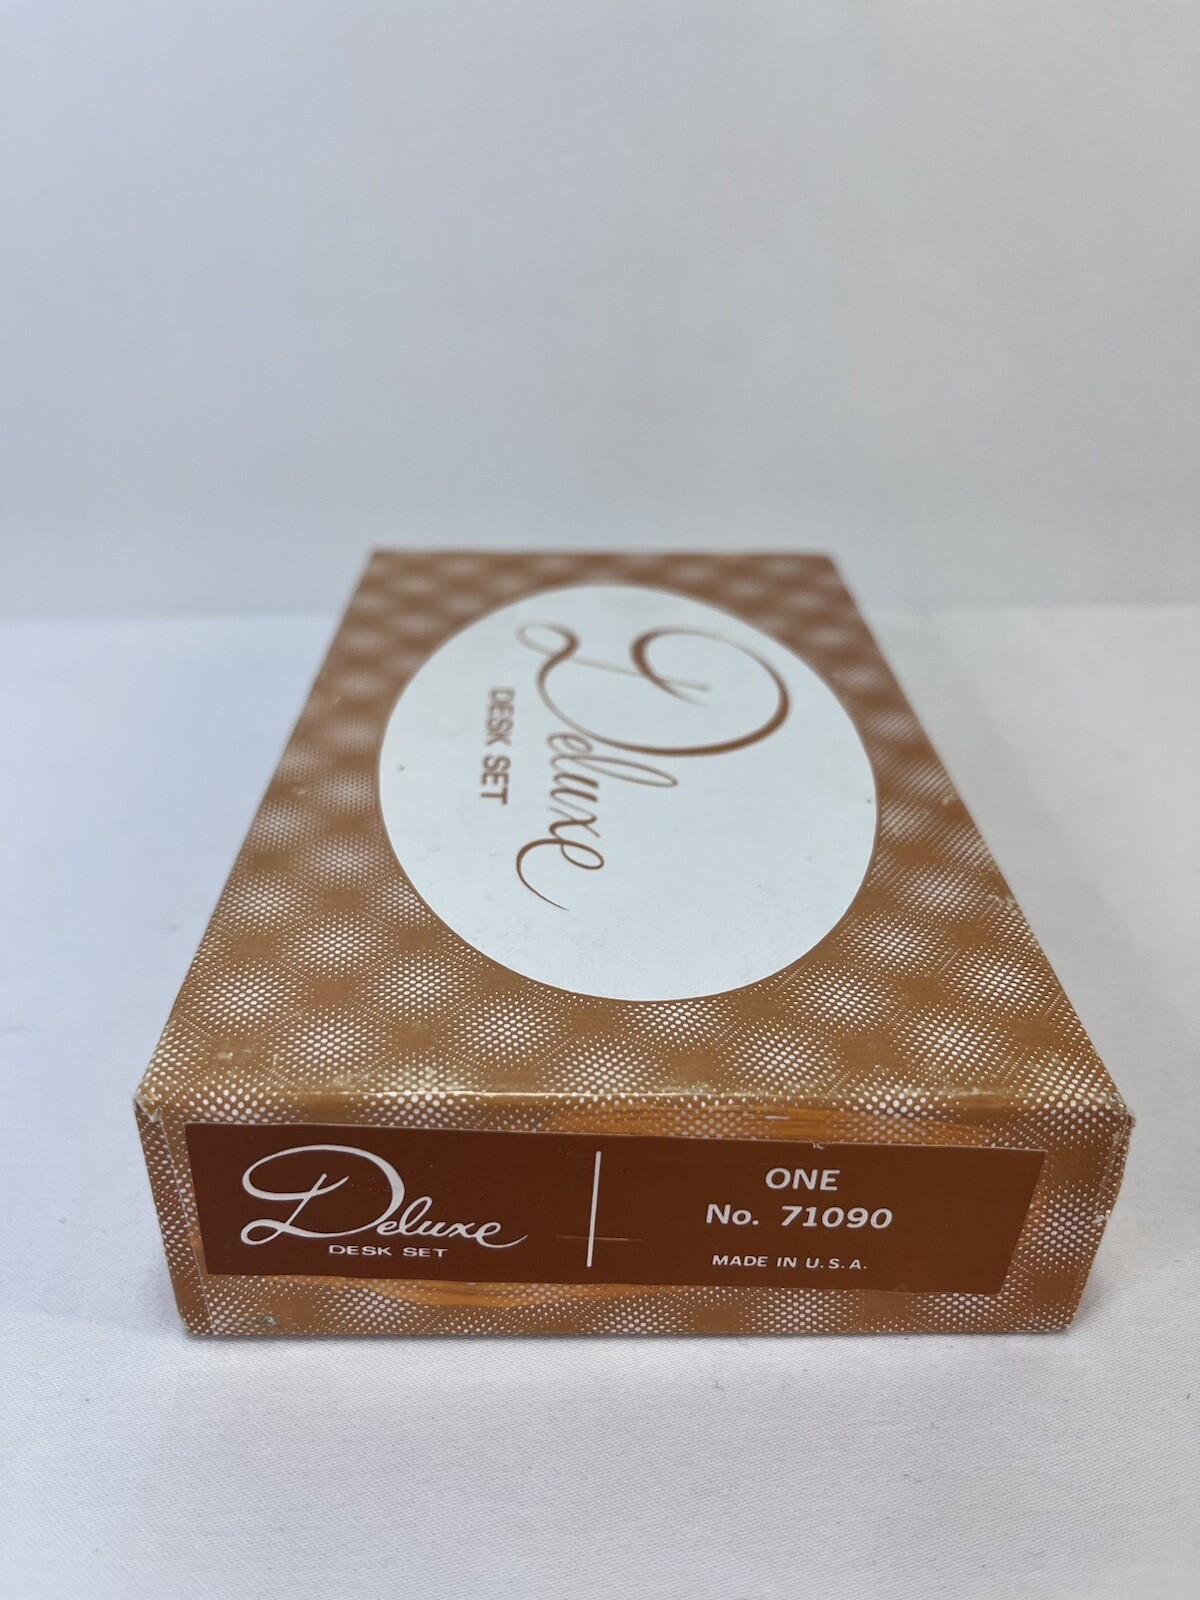 Deluxe
DESK SET
Deluxe
DESK SET
ONE
No. 71090
MADE IN U.S.A.